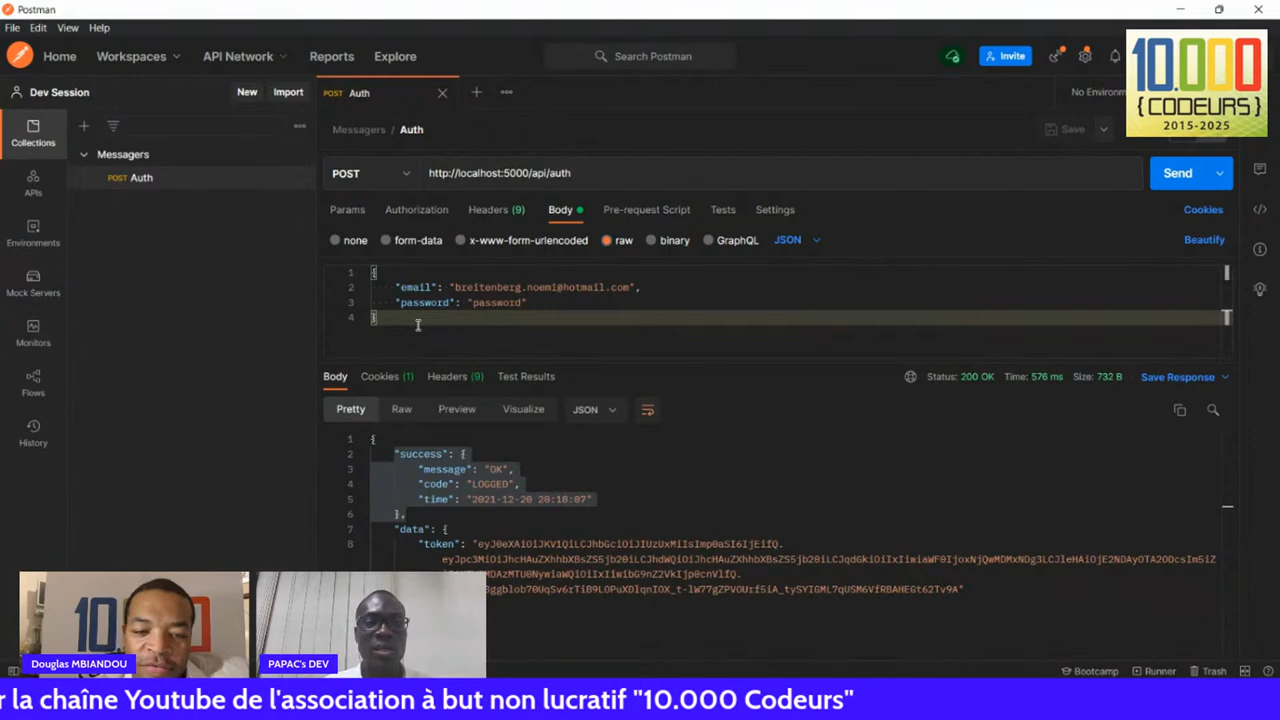 Postman
File Edit View Help
Home Workspaces API Network Reports Explore Search Postman Invite
10.000
{CODEURS}
2015-2025
Dev Session New Import
POST Auth No Environm
Messagers / Auth Save
Collections
APIs
Environments
Mock Servers
Monitors
Flows
History
Messagers
POST Auth
POST http://localhost:5000/api/auth Send
Params Authorization Headers (9) Body Pre-request Script Tests Settings Cookies
none form-data x-www-form-urlencoded raw binary GraphQL JSON Beautify
1 {
2 "email": "breitenberg.noemi@hotmail.com",
3 "password": "password"
4 }
Body Cookies (1) Headers (9) Test Results Status: 200 OK Time: 576 ms Size: 732 B Save Response
Pretty Raw Preview Visualize JSON
1 {
2 "success": {
3 "message": "OK",
4 "code": "LOGGED",
5 "time": "2021-12-20 20:18:07"
6 },
7 "data": {
8 "token":
10.000
Douglas MBIANDOU
PAPAC's DEV
Bootcamp Runner Trash
r la chaîne Youtube de l'association à but non lucratif "10.000 Codeurs"